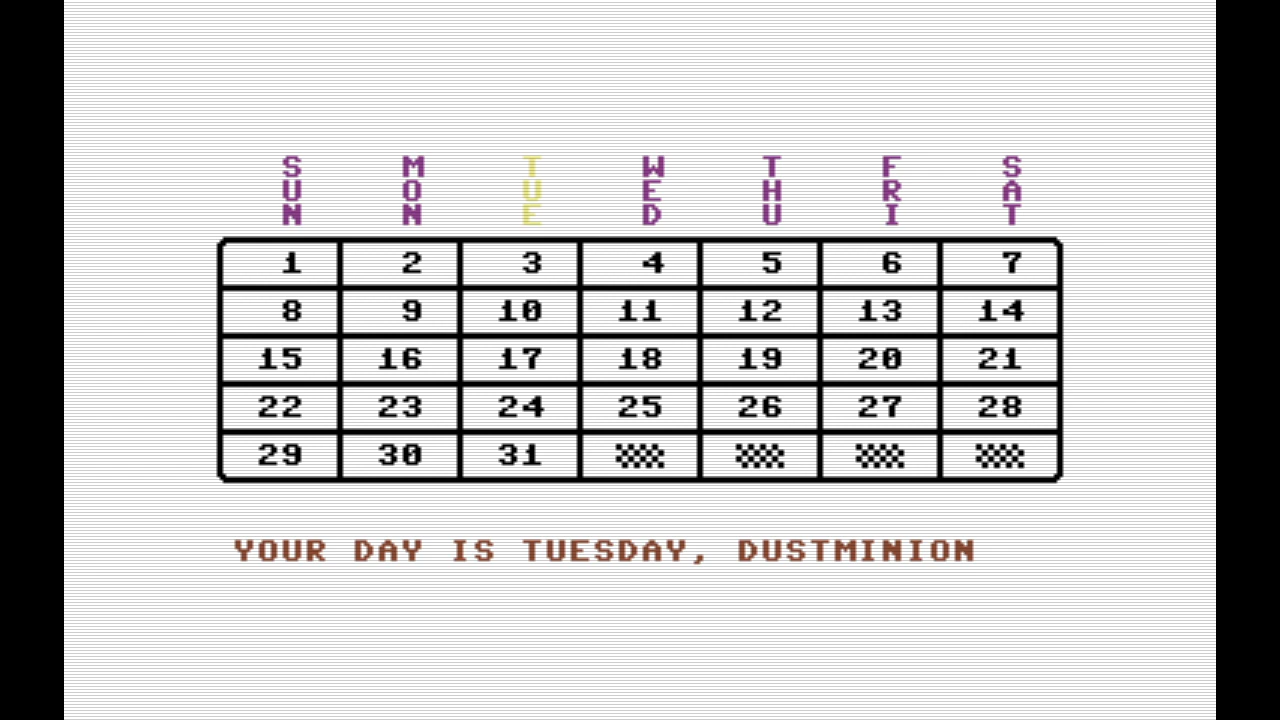 SUN MON TUE WED THU FRI SAT
1 2 3 4 5 6 7
8 9 10 11 12 13 14
15 16 17 18 19 20 21
22 23 24 25 26 27 28
29 30 31
YOUR DAY IS TUESDAY, DUSTMINION